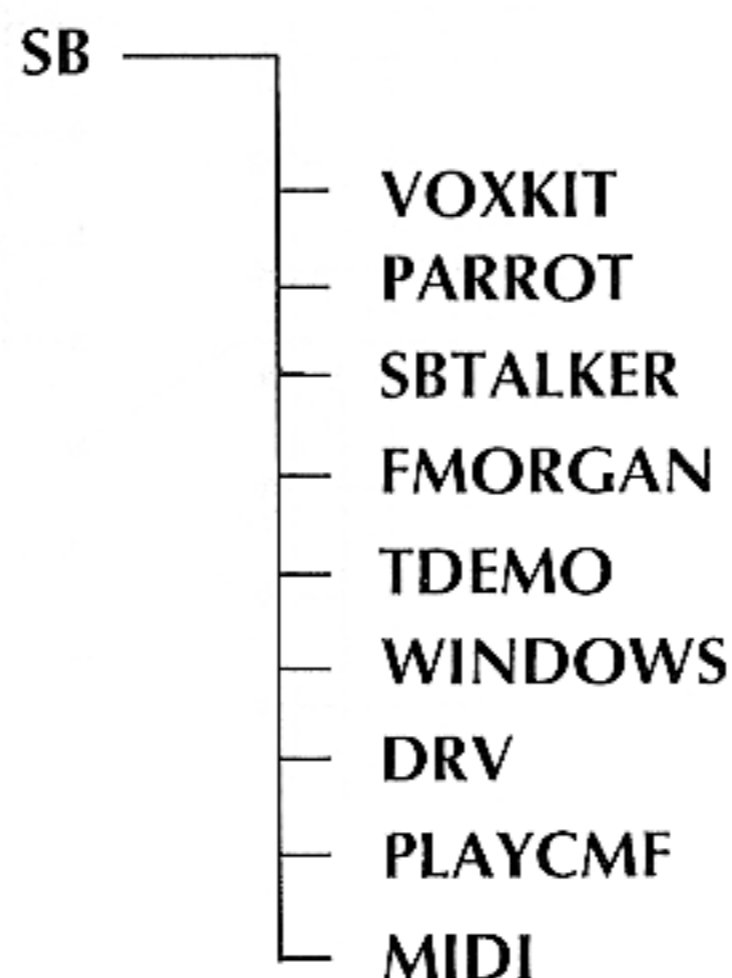 SB
VOXKIT
PARROT
SBTALKER
FMORGAN
TDEMO
WINDOWS
DRV
PLAYCMF
MIDI